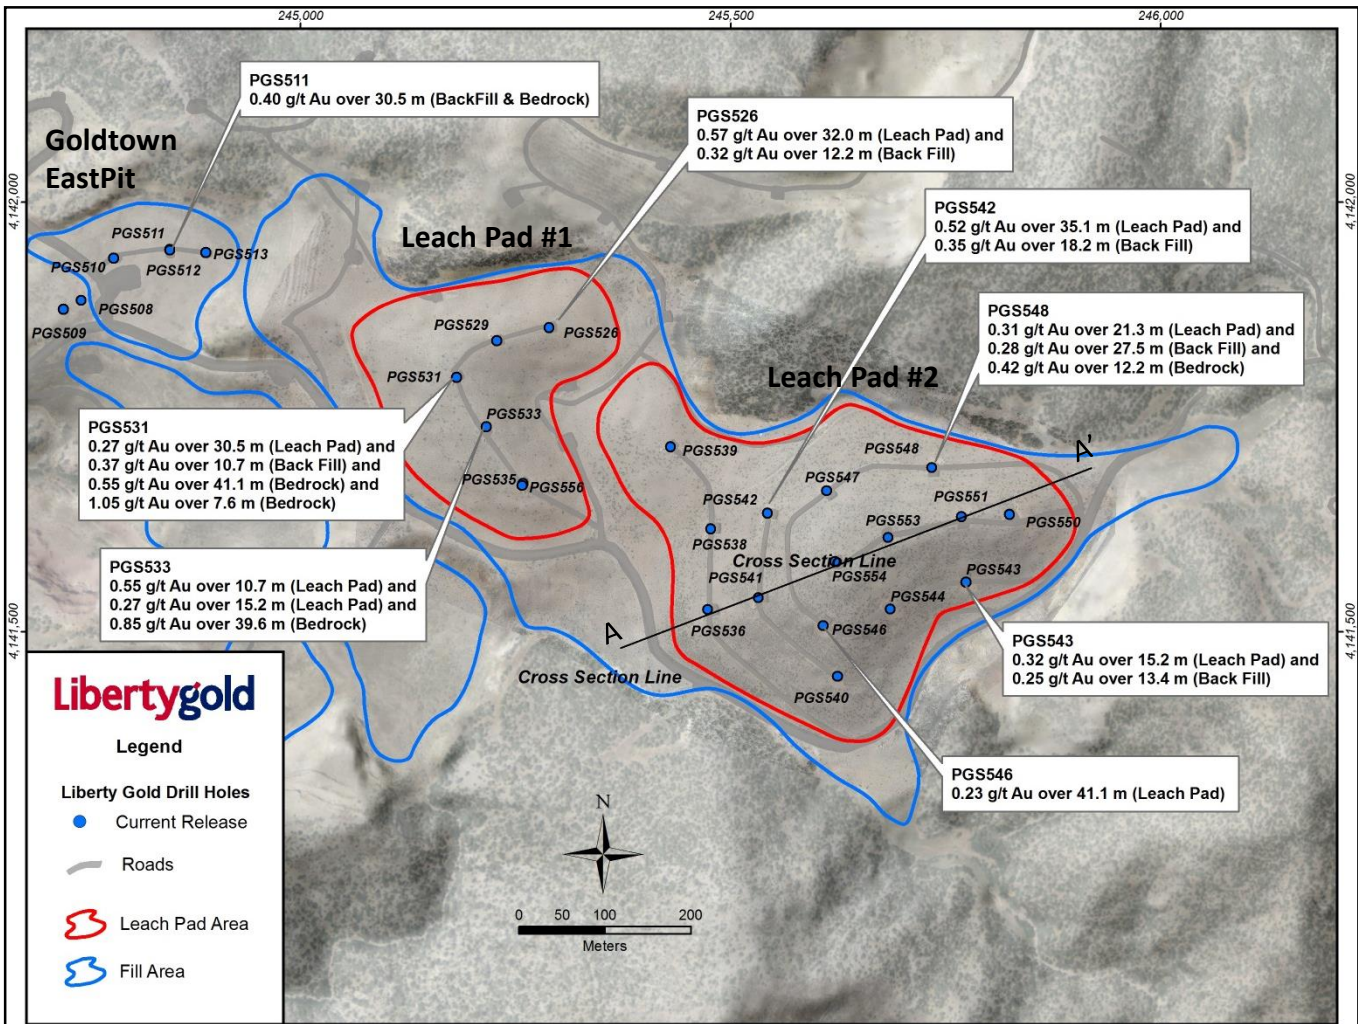 245,000
245,500
246,000
4,142,000
4,142,000
4,141,500
4,141,500
PGS511
0.40 g/t Au over 30.5 m (BackFill & Bedrock)
PGS526
0.57 g/t Au over 32.0 m (Leach Pad) and
0.32 g/t Au over 12.2 m (Back Fill)
Goldtown
EastPit
PGS542
0.52 g/t Au over 35.1 m (Leach Pad) and
0.35 g/t Au over 18.2 m (Back Fill)
Leach Pad #1
PGS511
PGS510
PGS512
PGS513
PGS508
PGS509
PGS529
PGS526
PGS548
0.31 g/t Au over 21.3 m (Leach Pad) and
0.28 g/t Au over 27.5 m (Back Fill) and
0.42 g/t Au over 12.2 m (Bedrock)
PGS531
Leach Pad #2
PGS533
PGS531
0.27 g/t Au over 30.5 m (Leach Pad) and
0.37 g/t Au over 10.7 m (Back Fill) and
0.55 g/t Au over 41.1 m (Bedrock) and
1.05 g/t Au over 7.6 m (Bedrock)
PGS535
PGS556
PGS539
PGS548
A'
PGS547
PGS542
PGS551
PGS550
PGS538
PGS553
Cross Section Line
PGS554
PGS541
PGS543
PGS544
PGS536
PGS546
PGS540
A
Cross Section Line
PGS533
0.55 g/t Au over 10.7 m (Leach Pad) and
0.27 g/t Au over 15.2 m (Leach Pad) and
0.85 g/t Au over 39.6 m (Bedrock)
PGS543
0.32 g/t Au over 15.2 m (Leach Pad) and
0.25 g/t Au over 13.4 m (Back Fill)
PGS546
0.23 g/t Au over 41.1 m (Leach Pad)
Libertygold
Legend
Liberty Gold Drill Holes
Current Release
Roads
Leach Pad Area
Fill Area
N
0 50 100 200
Meters